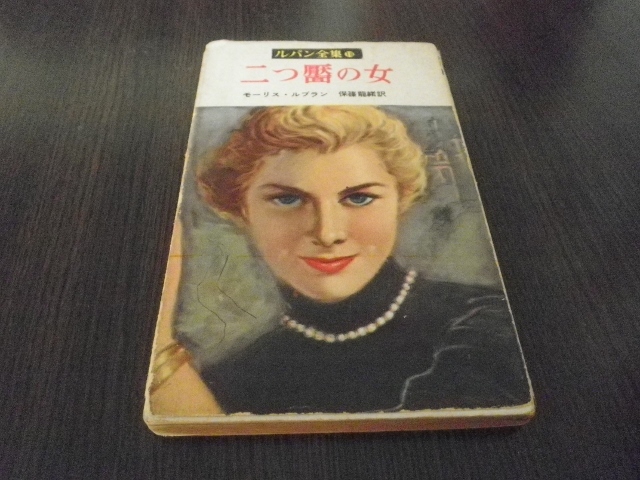 ルパン全集
二つ靨の女
モーリス・ルブラン 保篠龍緒訳